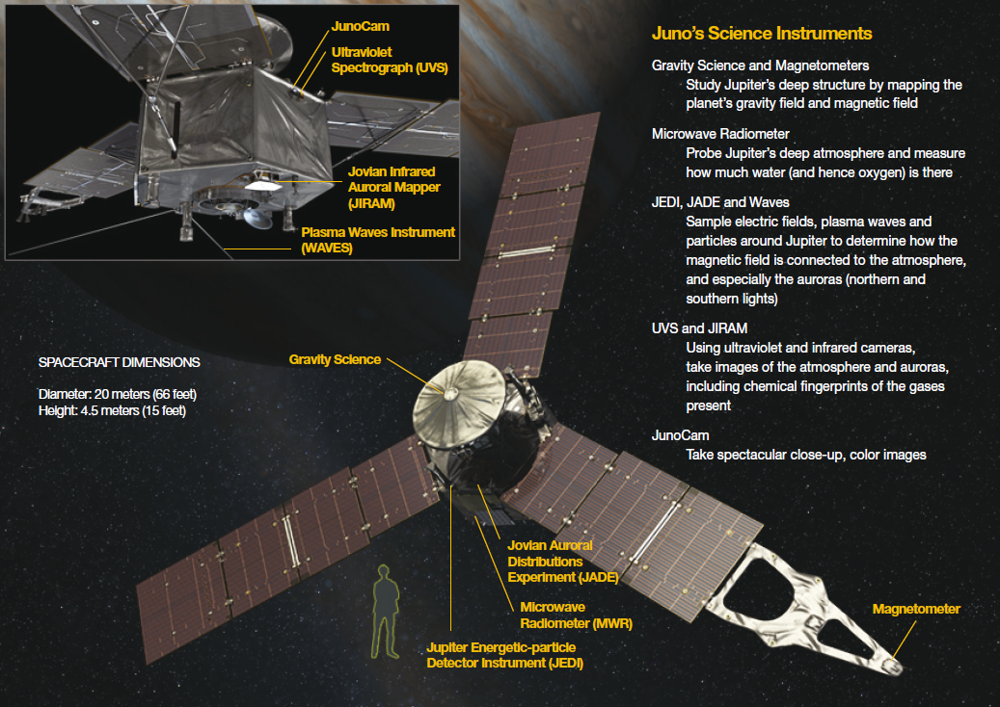 JunoCam
Ultraviolet
Spectrograph (UVS)
Jovian Infrared
Auroral Mapper
(JIRAM)
Plasma Waves Instrument
(WAVES)
SPACECRAFT DIMENSIONS
Diameter: 20 meters (66 feet)
Height: 4.5 meters (15 feet)
Gravity Science
Jovian Auroral
Distributions
Experiment (JADE)
Microwave
Radiometer (MWR)
Jupiter Energetic-particle
Detector Instrument (JEDI)
Magnetometer
Juno's Science Instruments
Gravity Science and Magnetometers
Study Jupiter's deep structure by mapping the
planet's gravity field and magnetic field
Microwave Radiometer
Probe Jupiter's deep atmosphere and measure
how much water (and hence oxygen) is there
JEDI, JADE and Waves
Sample electric fields, plasma waves and
particles around Jupiter to determine how the
magnetic field is connected to the atmosphere,
and especially the auroras (northern and
southern lights)
UVS and JIRAM
Using ultraviolet and infrared cameras,
take images of the atmosphere and auroras,
including chemical fingerprints of the gases
present
JunoCam
Take spectacular close-up, color images